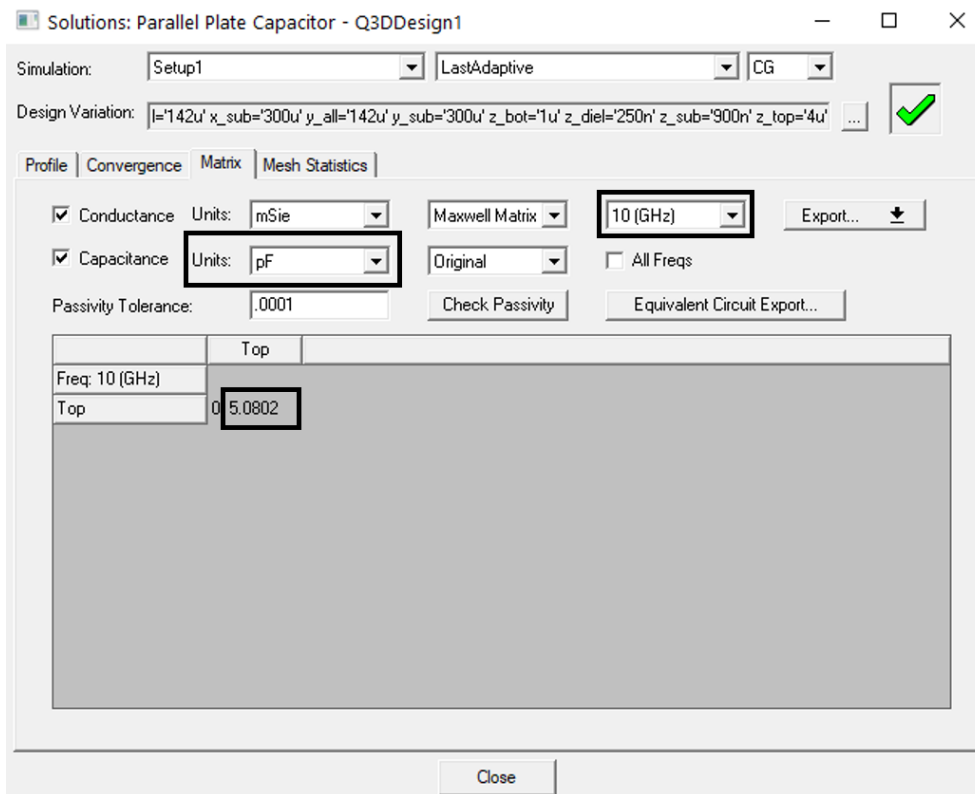 Solutions: Parallel Plate Capacitor - Q3DDesign1
Simulation: Setup1 LastAdaptive CG
Design Variation: l='142u' x_sub='300u' y_all='142u' y_sub='300u' z_bot='1u' z_diel='250n' z_sub='900n' z_top='4u' ...
Profile Convergence Matrix Mesh Statistics
Conductance Units: mSie Maxwell Matrix 10 (GHz) Export...
Capacitance Units: pF Original All Freqs
Passivity Tolerance: .0001 Check Passivity Equivalent Circuit Export...
Top
Freq: 10 (GHz)
Top 0 5.0802
Close